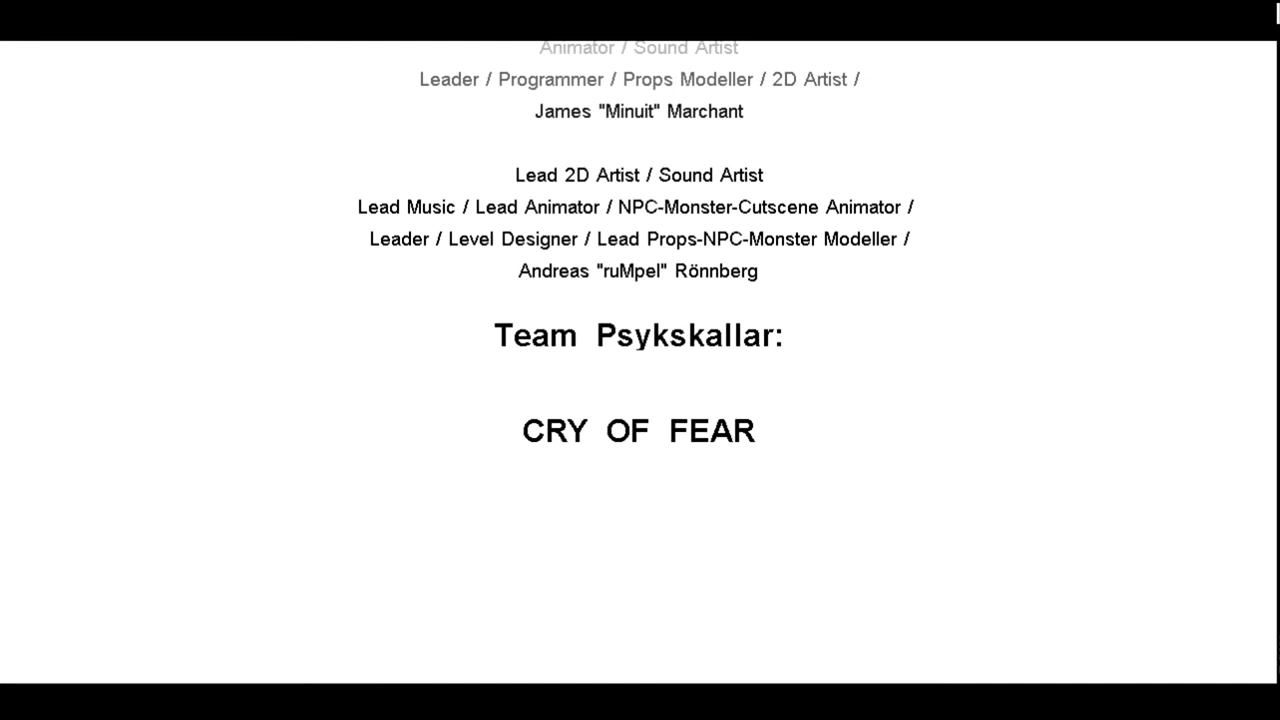 Animator / Sound Artist
Leader / Programmer / Props Modeller / 2D Artist /
James "Minuit" Marchant
Lead 2D Artist / Sound Artist
Lead Music / Lead Animator / NPC-Monster-Cutscene Animator /
Leader / Level Designer / Lead Props-NPC-Monster Modeller /
Andreas "ruMpel" Rönnberg
Team Psykskallar:
CRY OF FEAR